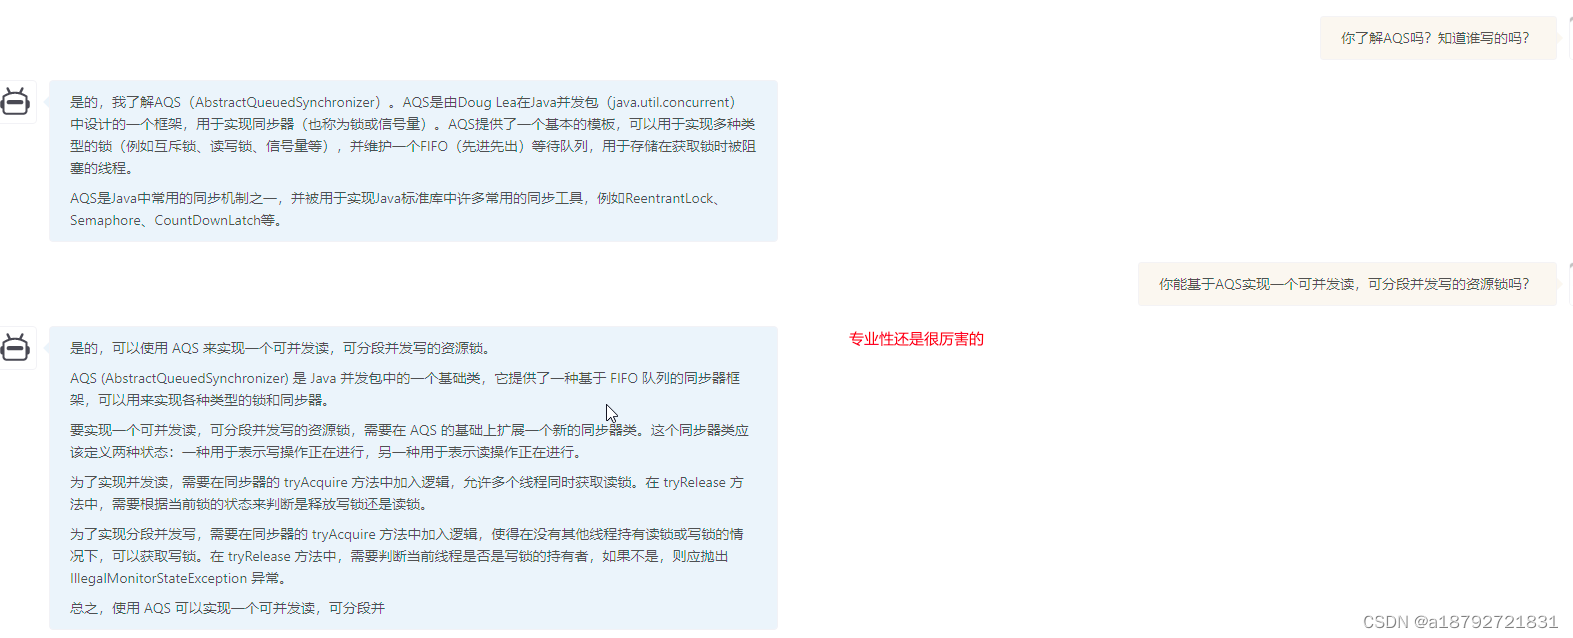 你了解AQS吗？知道谁写的吗？
是的，我了解AQS（AbstractQueuedSynchronizer）。AQS是由Doug Lea在Java并发包（java.util.concurrent）
中设计的一个框架，用于实现同步器（也称为锁或信号量）。AQS提供了一个基本的模板，可以用于实现多种类
型的锁（例如互斥锁、读写锁、信号量等），并维护一个FIFO（先进先出）等待队列，用于存储在获取锁时被阻
塞的线程。
AQS是Java中常用的同步机制之一，并被用于实现Java标准库中许多常用的同步工具，例如ReentrantLock、
Semaphore、CountDownLatch等。
你能基于AQS实现一个可并发读，可分段并发写的资源锁吗？
专业性还是很厉害的
是的，可以使用 AQS 来实现一个可并发读，可分段并发写的资源锁。
AQS (AbstractQueuedSynchronizer) 是 Java 并发包中的一个基础类，它提供了一种基于 FIFO 队列的同步器框
架，可以用来实现各种类型的锁和同步器。
要实现一个可并发读，可分段并发写的资源锁，需要在 AQS 的基础上扩展一个新的同步器类。这个同步器类应
该定义两种状态：一种用于表示写操作正在进行，另一种用于表示读操作正在进行。
为了实现并发读，需要在同步器的 tryAcquire 方法中加入逻辑，允许多个线程同时获取读锁。在 tryRelease 方
法中，需要根据当前锁的状态来判断是释放写锁还是读锁。
为了实现分段并发写，需要在同步器的 tryAcquire 方法中加入逻辑，使得在没有其他线程持有读锁或写锁的情
况下，可以获取写锁。在 tryRelease 方法中，需要判断当前线程是否是写锁的持有者，如果不是，则应抛出
IllegalMonitorStateException 异常。
总之，使用 AQS 可以实现一个可并发读，可分段并
CSDN @a18792721831